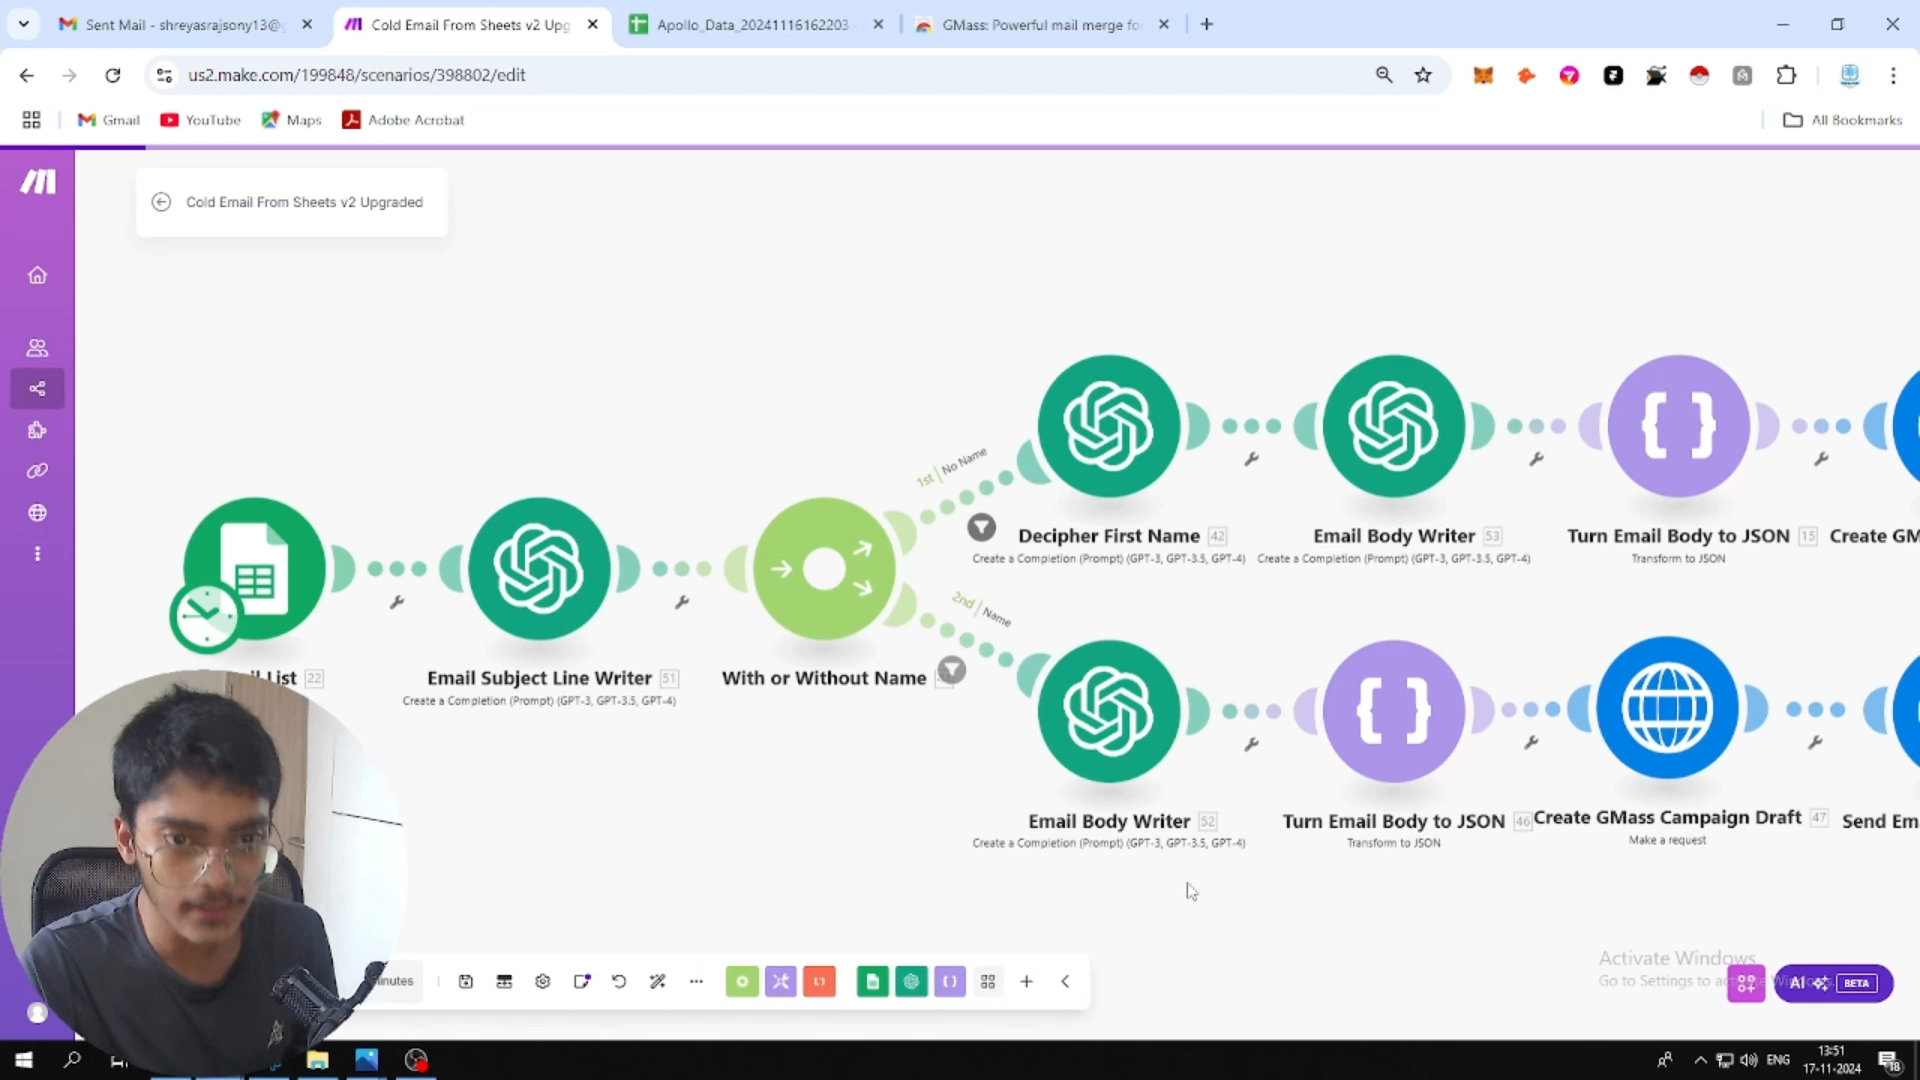 Sent Mail - shreyasrajsony13@g
Cold Email From Sheets v2 Upg
Apollo_Data_20241116162203 -
GMass: Powerful mail merge for
us2.make.com/199848/scenarios/398802/edit
Gmail
YouTube
Maps
Adobe Acrobat
All Bookmarks
Cold Email From Sheets v2 Upgraded
1st | No Name
Decipher First Name 42
Create a Completion (Prompt) (GPT-3, GPT-3.5, GPT-4)
Email Body Writer 53
Create a Completion (Prompt) (GPT-3, GPT-3.5, GPT-4)
Turn Email Body to JSON 15
Transform to JSON
Create GM
2nd | Name
List 22
Email Subject Line Writer 51
Create a Completion (Prompt) (GPT-3, GPT-3.5, GPT-4)
With or Without Name
Email Body Writer 52
Create a Completion (Prompt) (GPT-3, GPT-3.5, GPT-4)
Turn Email Body to JSON 46
Transform to JSON
Create GMass Campaign Draft 47
Make a request
Send Em
Activate Windows
Go to Settings to
AI
BETA
ENG
13:51
17-11-2024
18